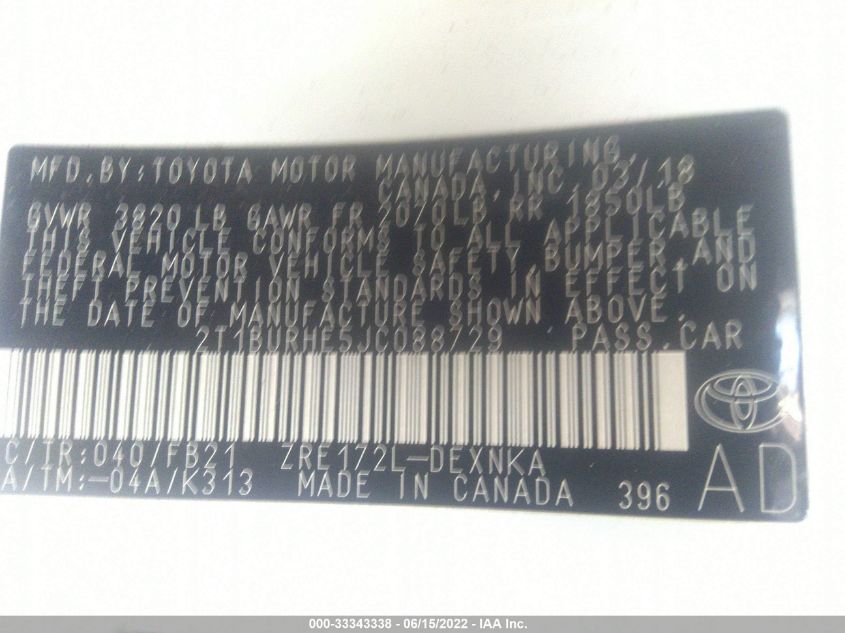 MFD.BY:TOYOTA MOTOR MANUFACTURING,
CANADA,INC.03/18
GVWR 3820LB GAWR FR 2070LB RR 1850LB
THIS VEHICLE CONFORMS TO ALL APPLICABLE
FEDERAL MOTOR VEHICLE SAFETY,BUMPER,AND
THEFT PREVENTION STANDARDS IN EFFECT ON
THE DATE OF MANUFACTURE SHOWN ABOVE.
2T1BURHE5JC088729 PASS.CAR
C/TR:040/FB21 ZRE172L-DEXNKA
A/TM:-04A/K313 MADE IN CANADA 396 AD
000-33343338 - 06/15/2022 - IAA Inc.